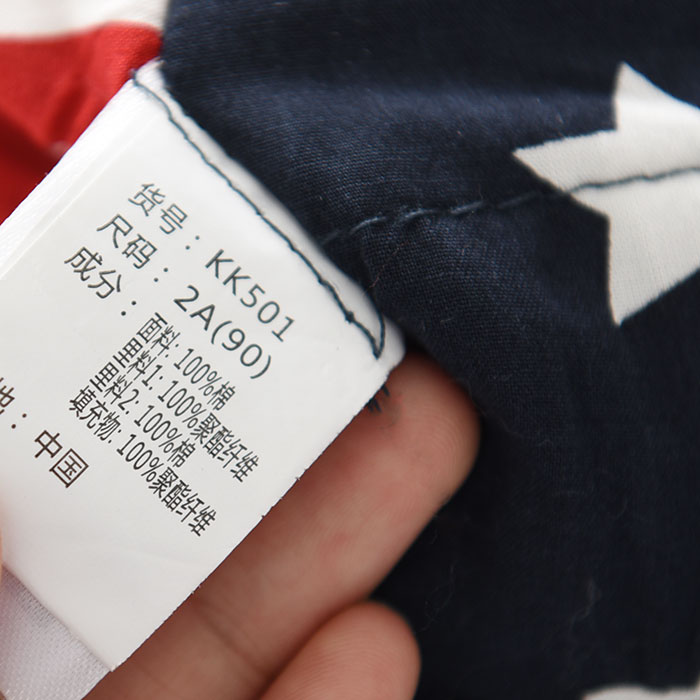 货号：KK501
尺码：2A(90)
成分：
面料: 100%棉
里料1: 100%聚酯纤维
里料2: 100%棉
填充物: 100%聚酯纤维
地：中国